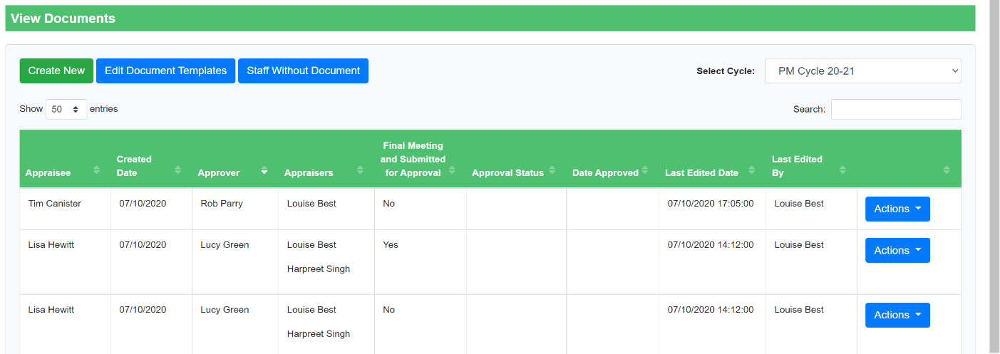 View Documents
Create New Edit Document Templates Staff Without Document Select Cycle: PM Cycle 20-21
Show 50 entries Search:
Appraisee Created Date Approver Appraisers Final Meeting and Submitted for Approval Approval Status Date Approved Last Edited Date Last Edited By
Tim Canister 07/10/2020 Rob Parry Louise Best No 07/10/2020 17:05:00 Louise Best Actions
Lisa Hewitt 07/10/2020 Lucy Green Louise Best Yes 07/10/2020 14:12:00 Louise Best Actions
Harpreet Singh
Lisa Hewitt 07/10/2020 Lucy Green Louise Best No 07/10/2020 14:12:00 Louise Best Actions
Harpreet Singh